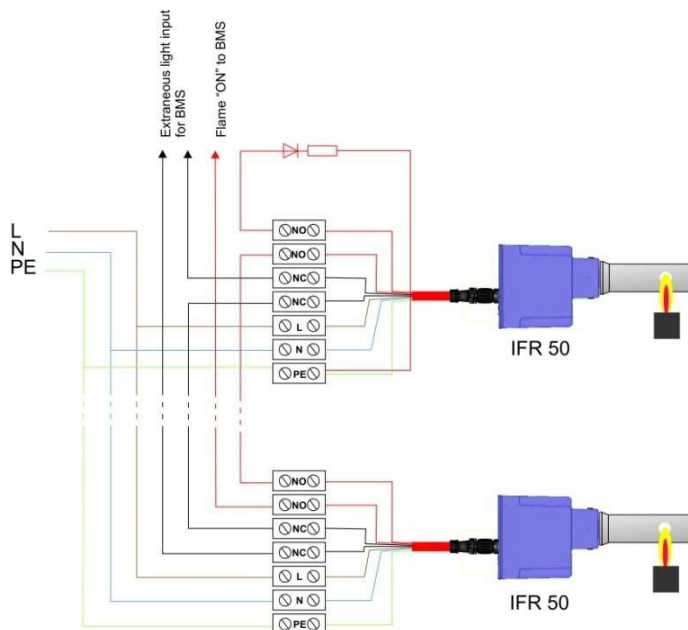 Extraneous light input
for BMS
Flame "ON" to BMS
L
N
PE
NO
NO
NC
NC
L
N
PE
IFR 50
NO
NO
NC
NC
L
N
PE
IFR 50